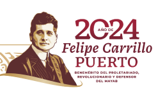 2024
AÑO DE
Felipe Carrillo
PUERTO
BENEMÉRITO DEL PROLETARIADO,
REVOLUCIONARIO Y DEFENSOR
DEL MAYAB